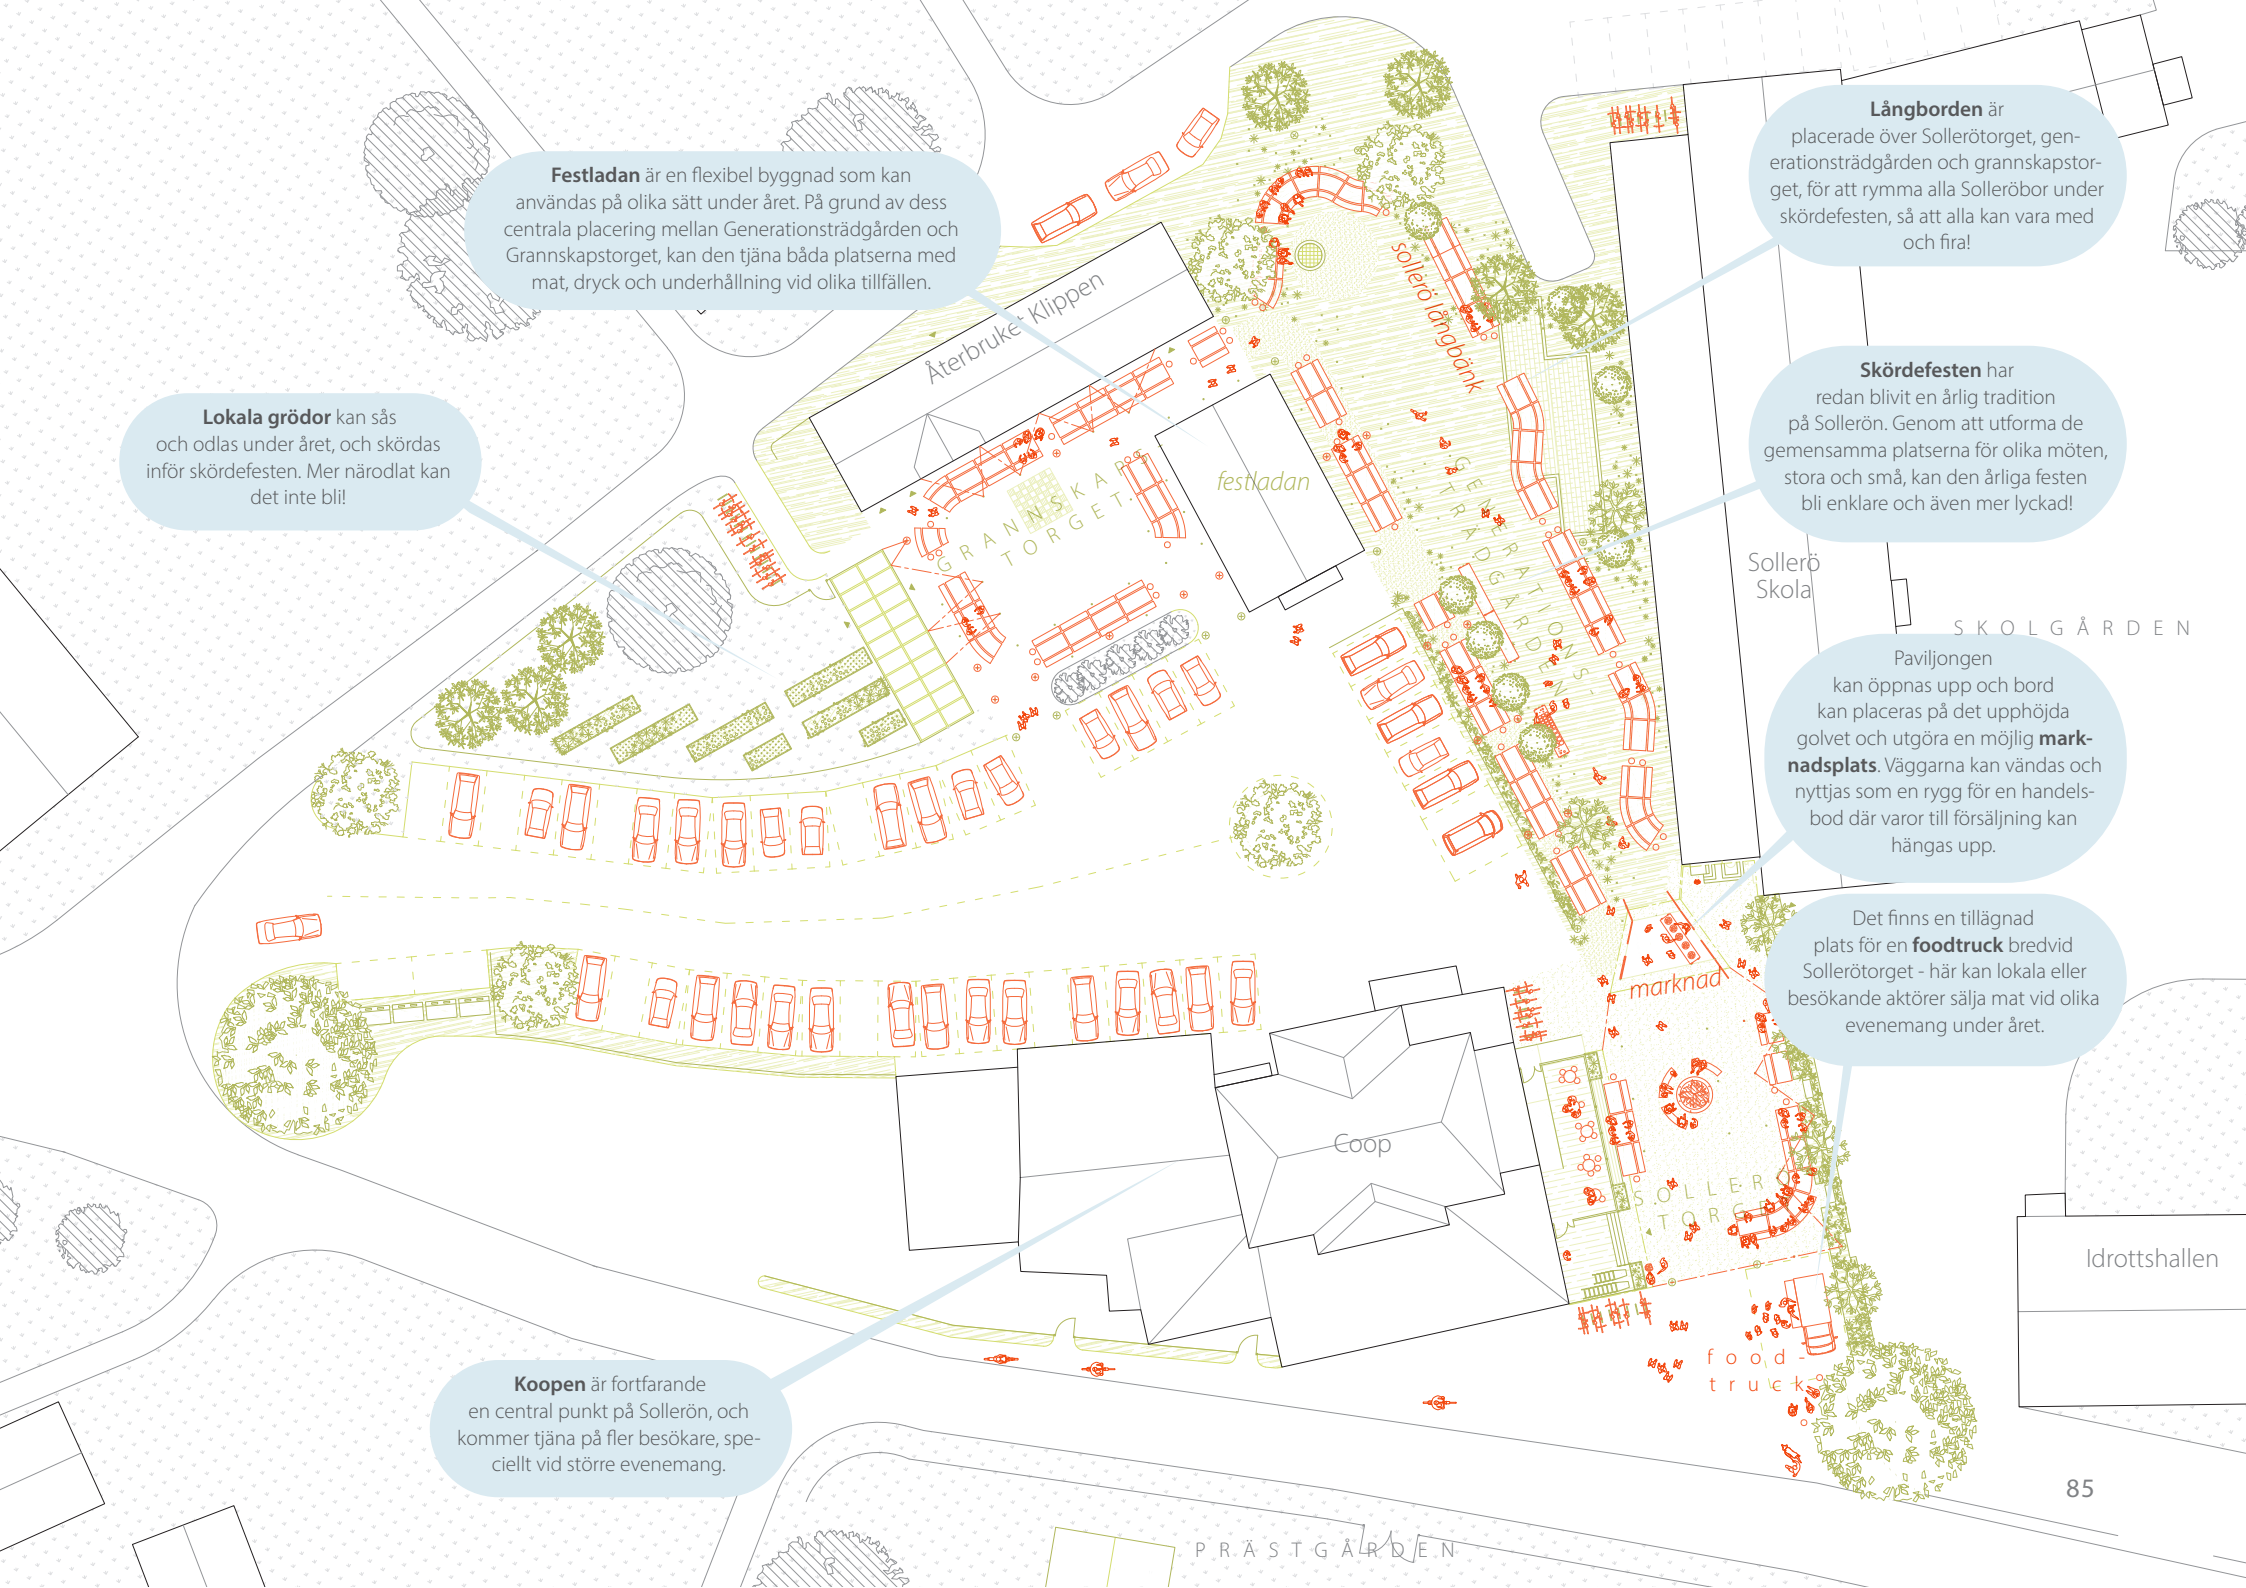 Festladan är en flexibel byggnad som kan
användas på olika sätt under året. På grund av dess
centrala placering mellan Generationsträdgården och
Grannskapstorget, kan den tjäna båda platserna med
mat, dryck och underhållning vid olika tillfällen.
Långborden är
placerade över Sollerötorget, gen-
erationsträdgården och grannskapstor-
get, för att rymma alla Solleröbor under
skördefesten, så att alla kan vara med
och fira!
Lokala grödor kan sås
och odlas under året, och skördas
inför skördefesten. Mer närodlat kan
det inte bli!
Skördefesten har
redan blivit en årlig tradition
på Sollerön. Genom att utforma de
gemensamma platserna för olika möten,
stora och små, kan den årliga festen
bli enklare och även mer lyckad!
Återbruket Klippen
Sollerö långbänk
festladan
GRANNSKAPS
TORGET.
GENERATIONS-
TRÄDGÅRDEN
Sollerö
Skola
SKOLGÅRDEN
Paviljongen
kan öppnas upp och bord
kan placeras på det upphöjda
golvet och utgöra en möjlig mark-
nadsplats. Väggarna kan vändas och
nyttjas som en rygg för en handels-
bod där varor till försäljning kan
hängas upp.
Det finns en tillägnad
plats för en foodtruck bredvid
Sollerötorget - här kan lokala eller
besökande aktörer sälja mat vid olika
evenemang under året.
marknad
Coop
SOLLERÖ
TORGET
Idrottshallen
food-
truck
Koopen är fortfarande
en central punkt på Sollerön, och
kommer tjäna på fler besökare, spe-
ciellt vid större evenemang.
85
PRÄSTGÅRDEN